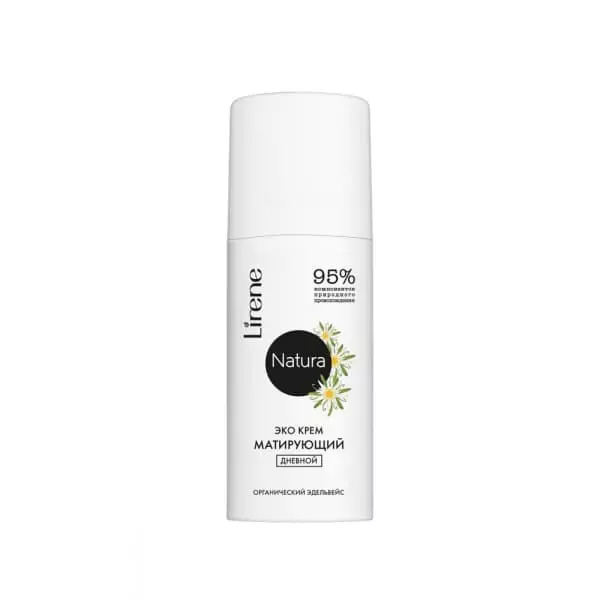 Lirene
95%
компонентов
природного
происхождения
Natura
ЭКО КРЕМ
МАТИРУЮЩИЙ
ДНЕВНОЙ
ОРГАНИЧЕСКИЙ ЭДЕЛЬВЕЙС